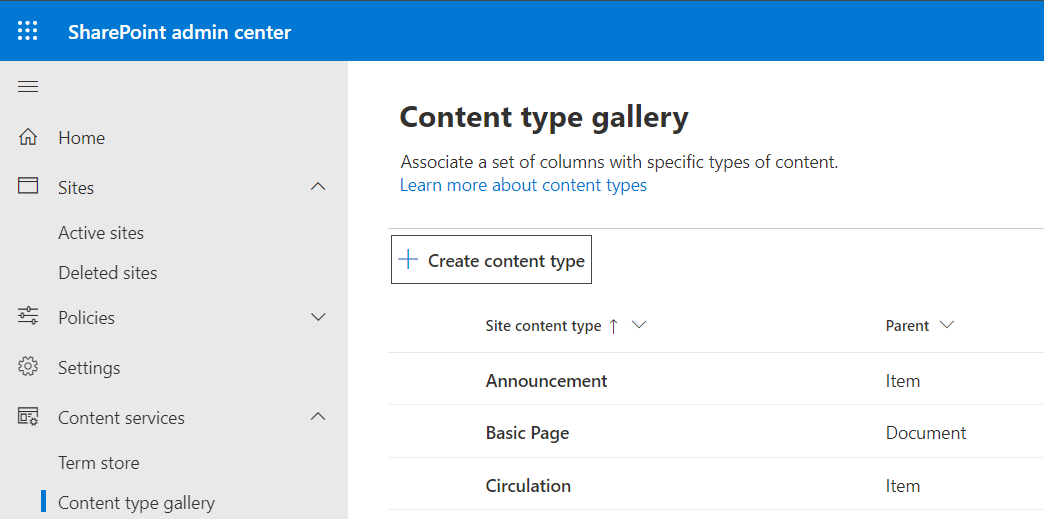 SharePoint admin center
Home
Sites
Active sites
Deleted sites
Policies
Settings
Content services
Term store
Content type gallery
Content type gallery
Associate a set of columns with specific types of content.
Learn more about content types
Create content type
Site content type Parent
Announcement Item
Basic Page Document
Circulation Item